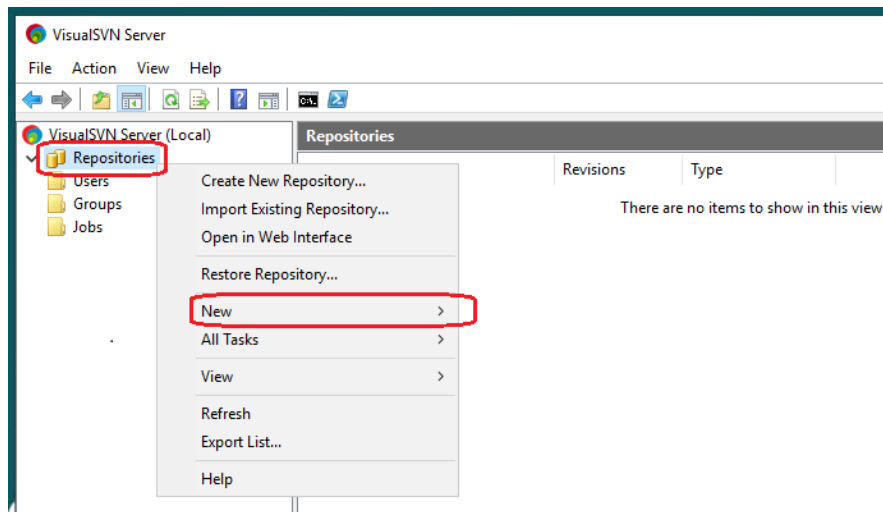 VisualSVN Server
File Action View Help
VisualSVN Server (Local)
Repositories
Users
Groups
Jobs
Repositories
Revisions Type
There are no items to show in this view
Create New Repository...
Import Existing Repository...
Open in Web Interface
Restore Repository...
New
All Tasks
View
Refresh
Export List...
Help